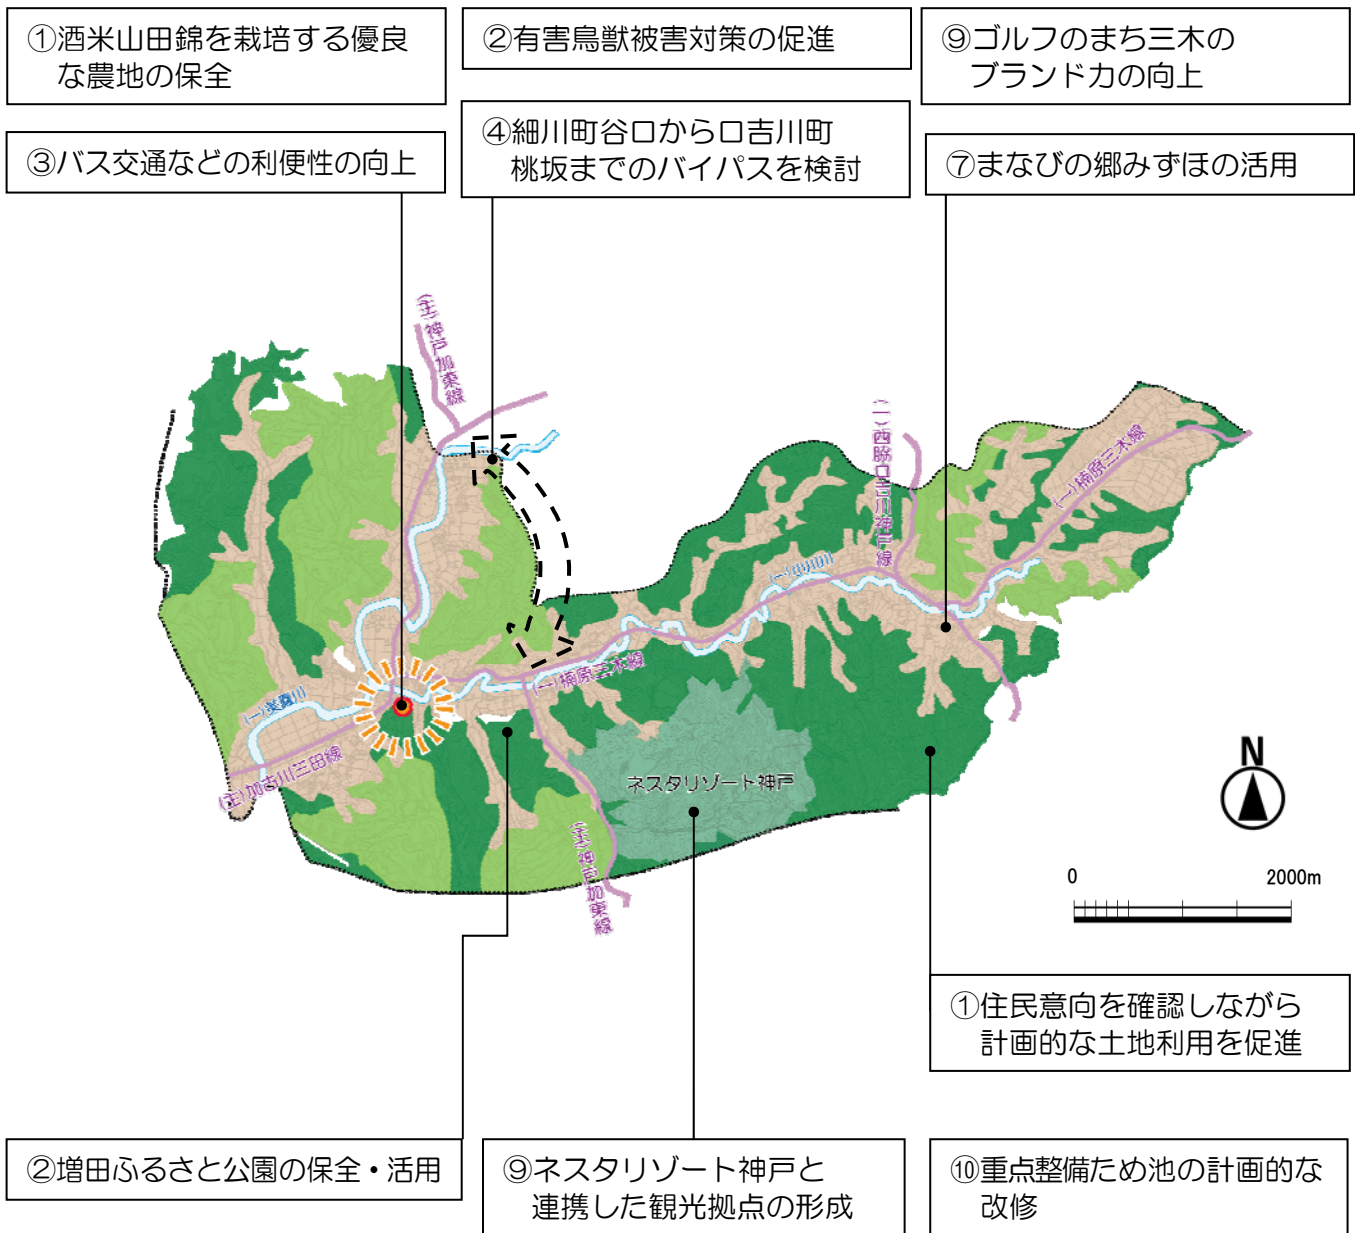 ①酒米山田錦を栽培する優良
な農地の保全
②有害鳥獣被害対策の促進
⑨ゴルフのまち三木の
ブランド力の向上
③バス交通などの利便性の向上
④細川町谷口から口吉川町
桃坂までのバイパスを検討
⑦まなびの郷みずほの活用
(主)神戸加東線
(一)西脇口吉川神戸線
(一)楠原三木線
(一)美嚢川
(主)加古川三田線
(一)楠原三木線
ネスタリゾート神戸
(主)神戸加東線
N
0
2000m
①住民意向を確認しながら
計画的な土地利用を促進
②増田ふるさと公園の保全・活用
⑨ネスタリゾート神戸と
連携した観光拠点の形成
⑩重点整備ため池の計画的な
改修